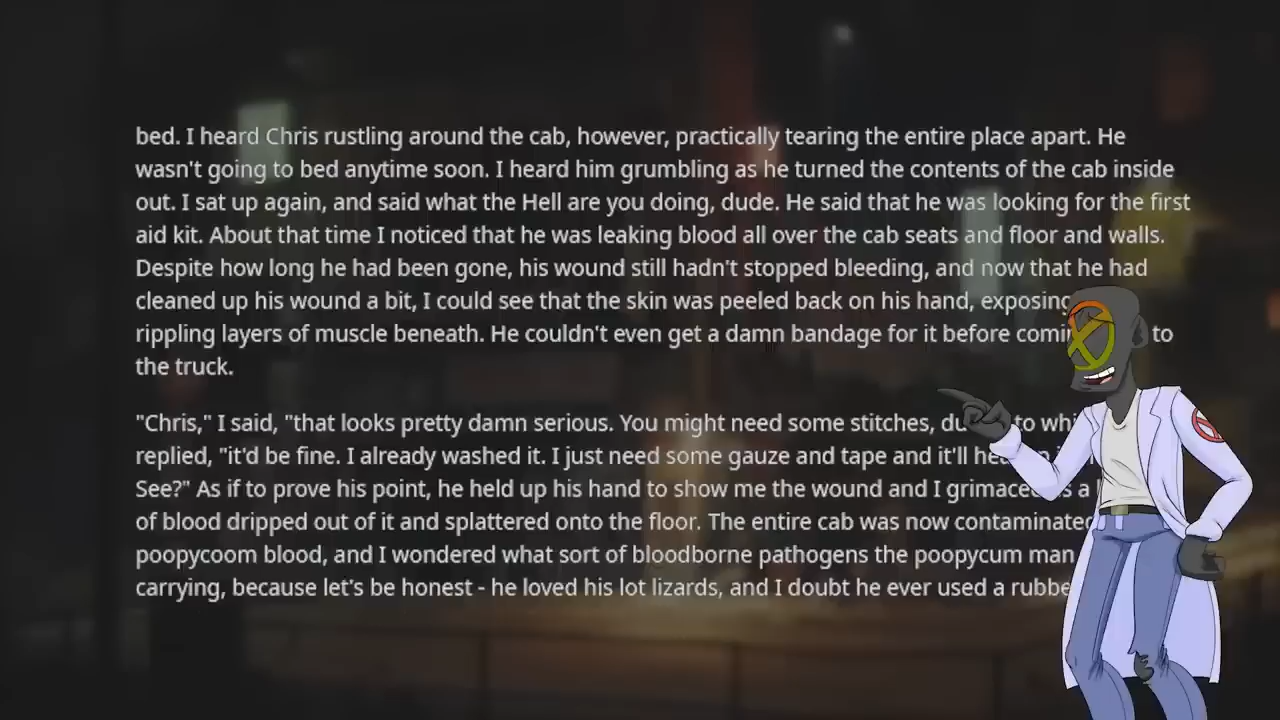 bed. I heard Chris rustling around the cab, however, practically tearing the entire place apart. He
wasn't going to bed anytime soon. I heard him grumbling as he turned the contents of the cab inside
out. I sat up again, and said what the Hell are you doing, dude. He said that he was looking for the first
aid kit. About that time I noticed that he was leaking blood all over the cab seats and floor and walls.
Despite how long he had been gone, his wound still hadn't stopped bleeding, and now that he had
cleaned up his wound a bit, I could see that the skin was peeled back on his hand, exposing
rippling layers of muscle beneath. He couldn't even get a damn bandage for it before to
the truck.
"Chris," I said, "that looks pretty damn serious. You might need some stitches, to
replied, "it'd be fine. I already washed it. I just need some gauze and tape and it'll
See?" As if to prove his point, he held up his hand to show me the wound and I a
of blood dripped out of it and splattered onto the floor. The entire cab was now contaminated
poopycoom blood, and I wondered what sort of bloodborne pathogens the poopycum man
carrying, because let's be honest - he loved his lot lizards, and I doubt he ever used a